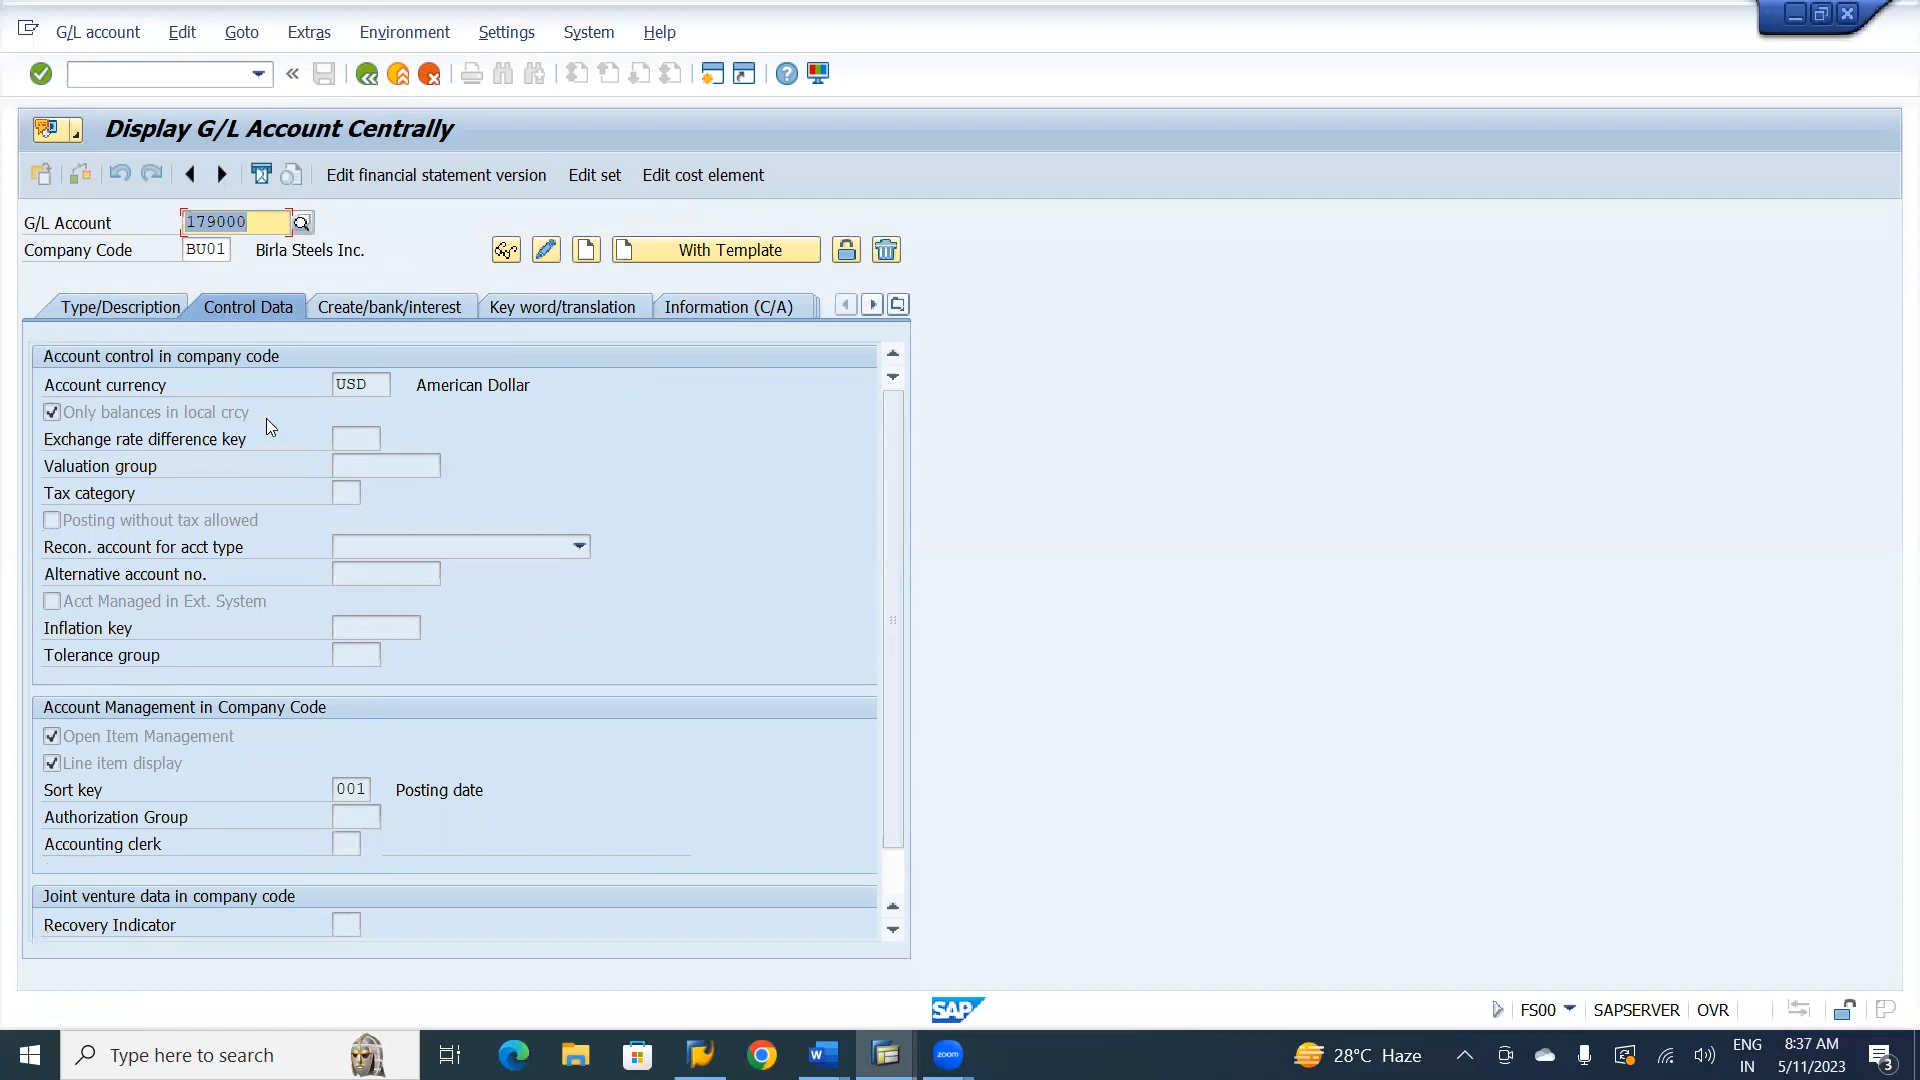 G/L account Edit Goto Extras Environment Settings System Help
Display G/L Account Centrally
Edit financial statement version Edit set Edit cost element
G/L Account 179000
Company Code BU01 Birla Steels Inc. With Template
Type/Description Control Data Create/bank/interest Key word/translation Information (C/A)
Account control in company code
Account currency USD American Dollar
Only balances in local crcy
Exchange rate difference key
Valuation group
Tax category
Posting without tax allowed
Recon. account for acct type
Alternative account no.
Acct Managed in Ext. System
Inflation key
Tolerance group
Account Management in Company Code
Open Item Management
Line item display
Sort key 001 Posting date
Authorization Group
Accounting clerk
Joint venture data in company code
Recovery Indicator
SAP FS00 SAPSERVER OVR
Type here to search zoom 28°C Haze ENG IN 8:37 AM 5/11/2023 3